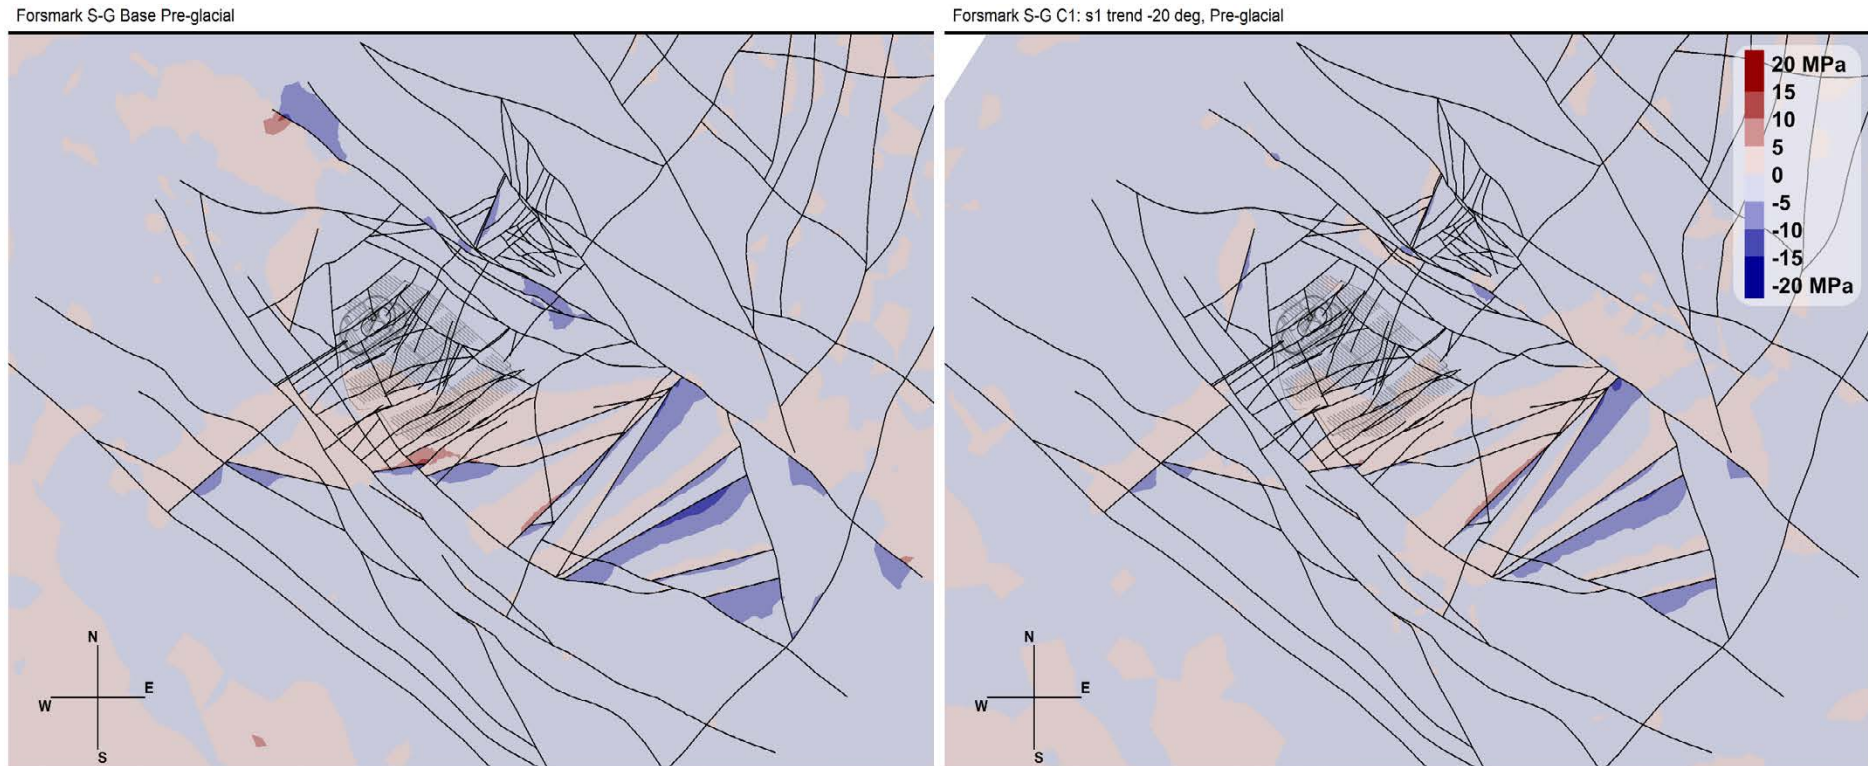 Forsmark S-G Base Pre-glacial
Forsmark S-G C1: s1 trend -20 deg, Pre-glacial
20 MPa
15
10
5
0
-5
-10
-15
-20 MPa
N
W
E
S
N
W
E
S